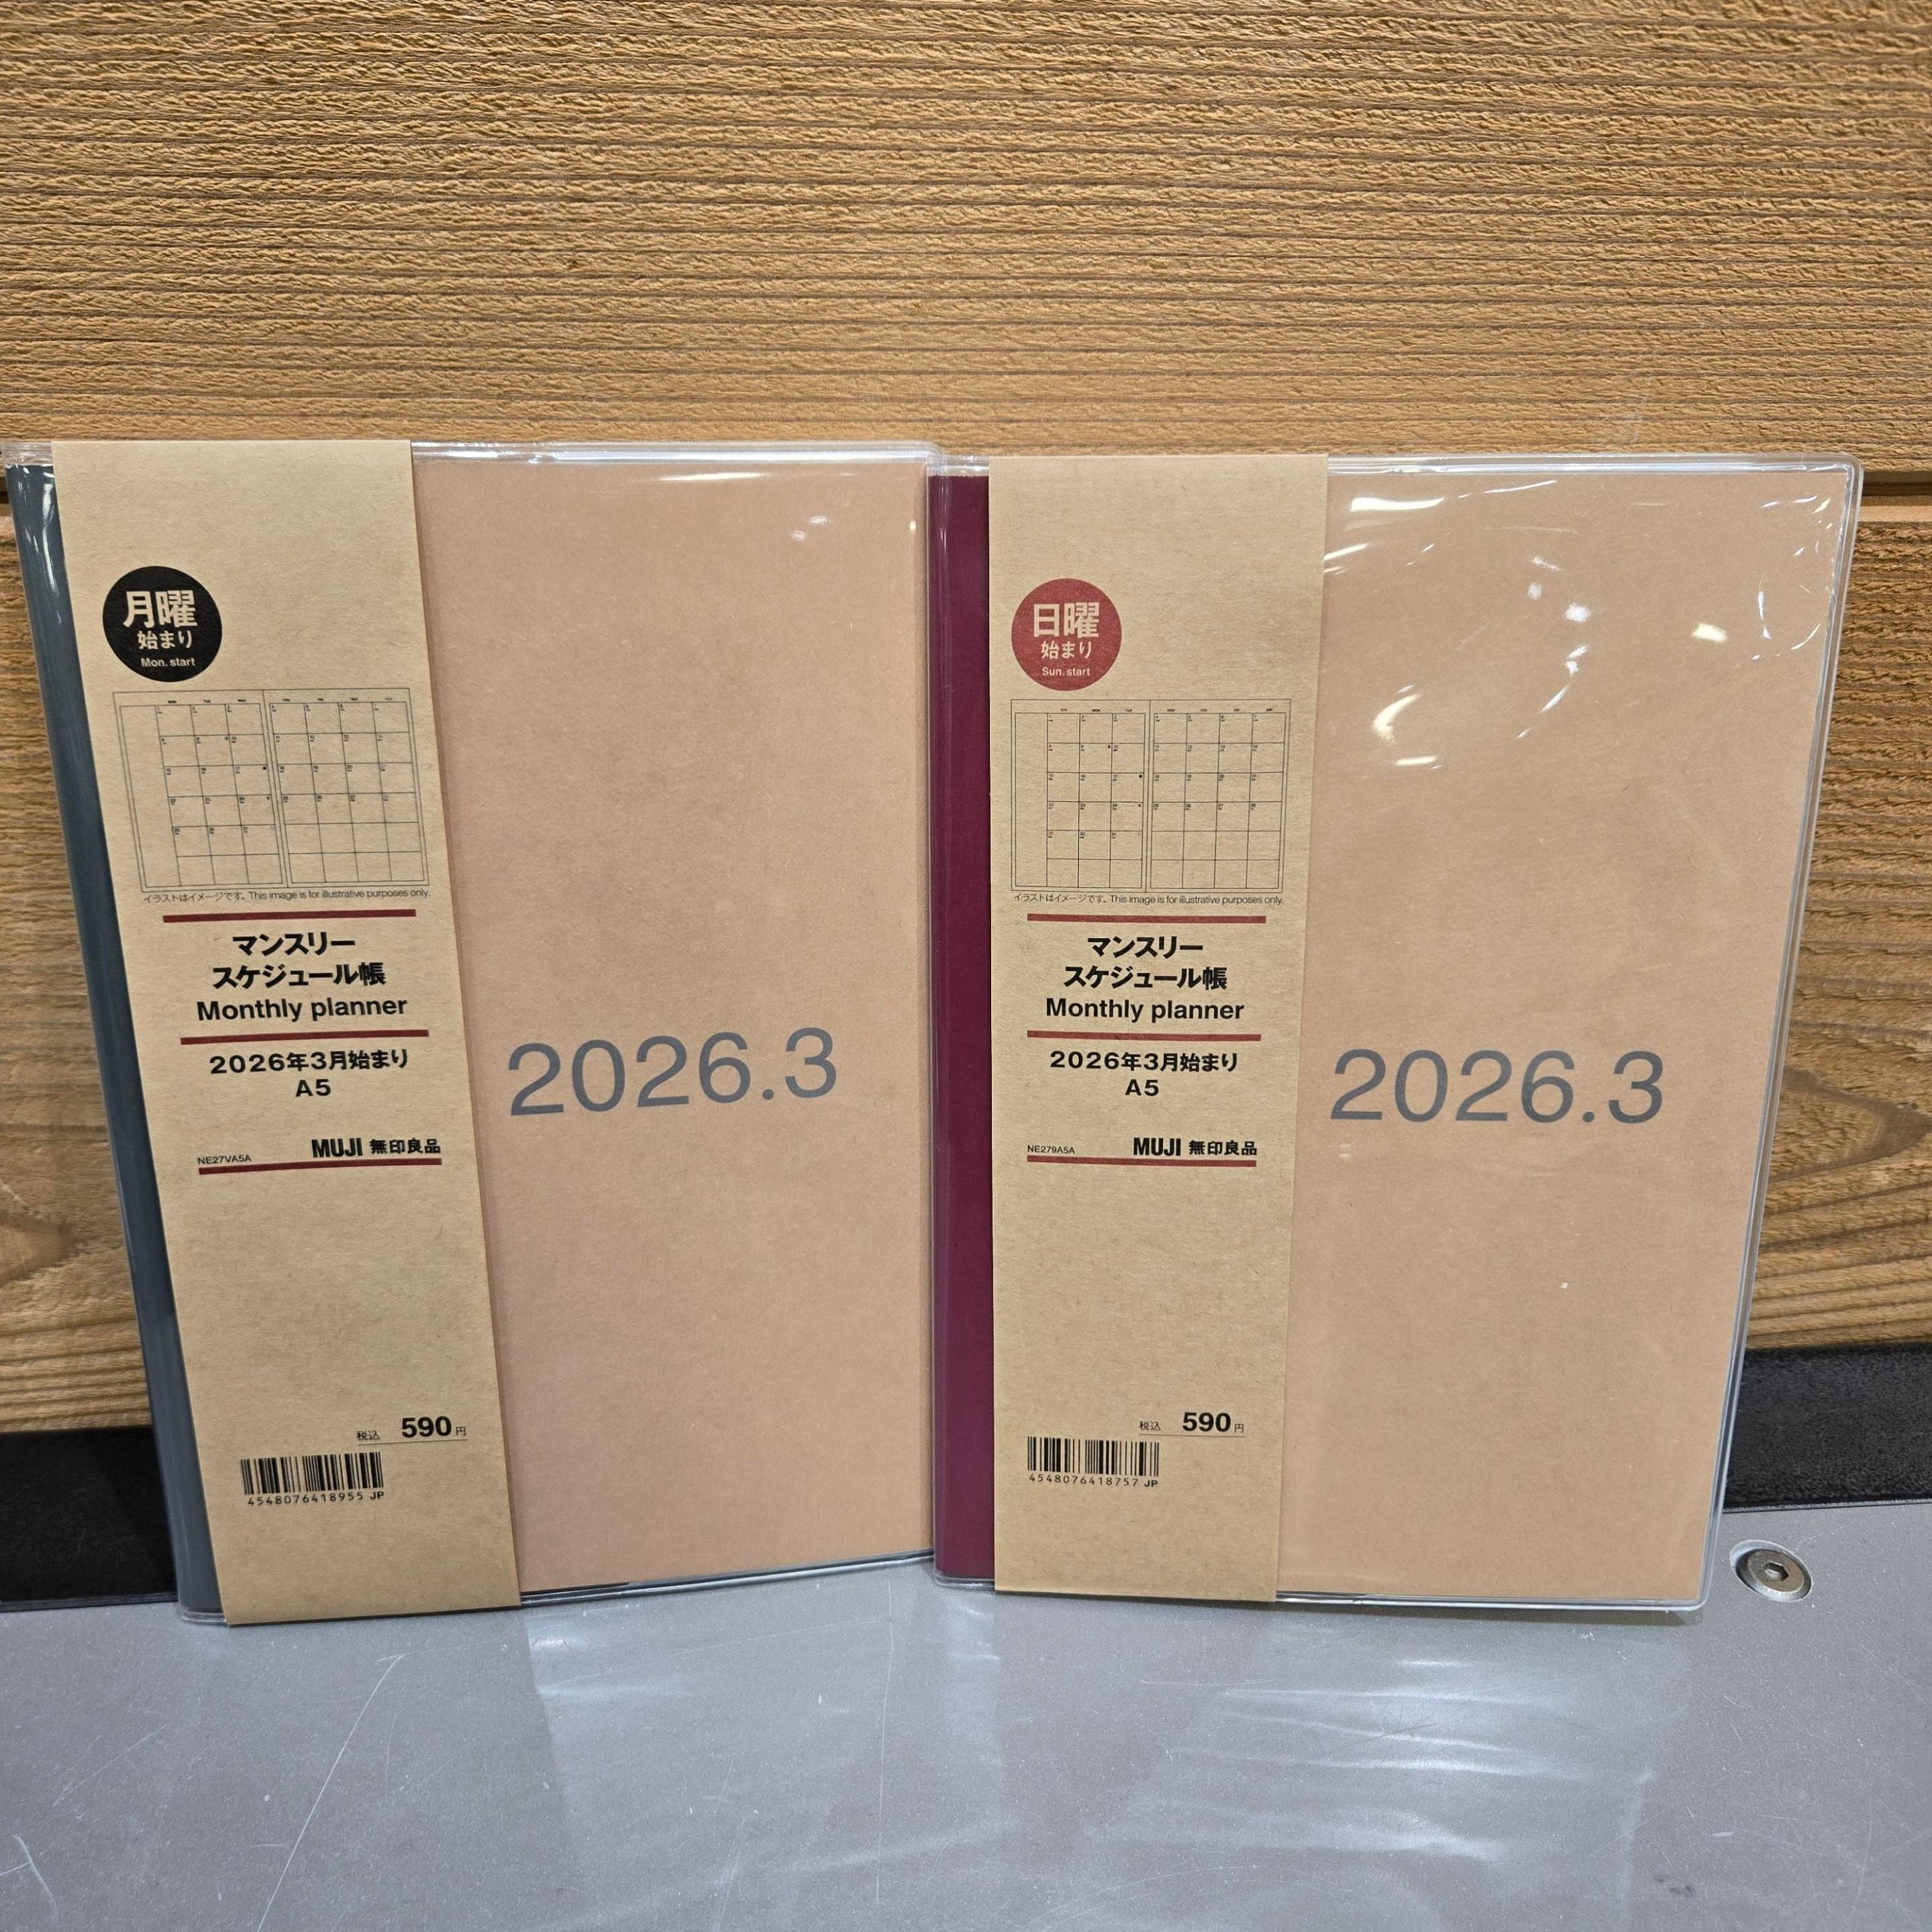 月曜
始まり
Mon. start
イラストはイメージです。This image is for illustrative purposes only.
マンスリー
スケジュール帳
Monthly planner
2026年3月始まり
A5
NE27VA5A MUJI 無印良品
税込 590円
4548076418955 JP
2026.3
日曜
始まり
Sun. start
イラストはイメージです。This image is for illustrative purposes only.
マンスリー
スケジュール帳
Monthly planner
2026年3月始まり
A5
NE279A5A MUJI 無印良品
税込 590円
4548076418757 JP
2026.3